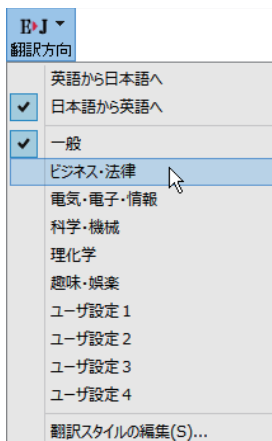 E▸J
翻訳方向
英語から日本語へ
日本語から英語へ
一般
ビジネス・法律
電気・電子・情報
科学・機械
理化学
趣味・娯楽
ユーザ設定 1
ユーザ設定 2
ユーザ設定 3
ユーザ設定 4
翻訳スタイルの編集(S)...